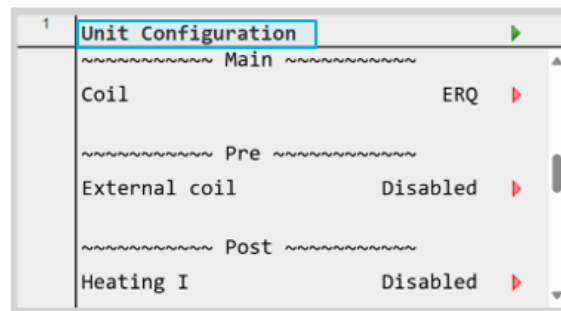 1
Unit Configuration
~~~~~~~~~~~ Main ~~~~~~~~~~~
Coil ERQ
~~~~~~~~~~~ Pre ~~~~~~~~~~~~
External coil Disabled
~~~~~~~~~~~ Post ~~~~~~~~~~~
Heating I Disabled